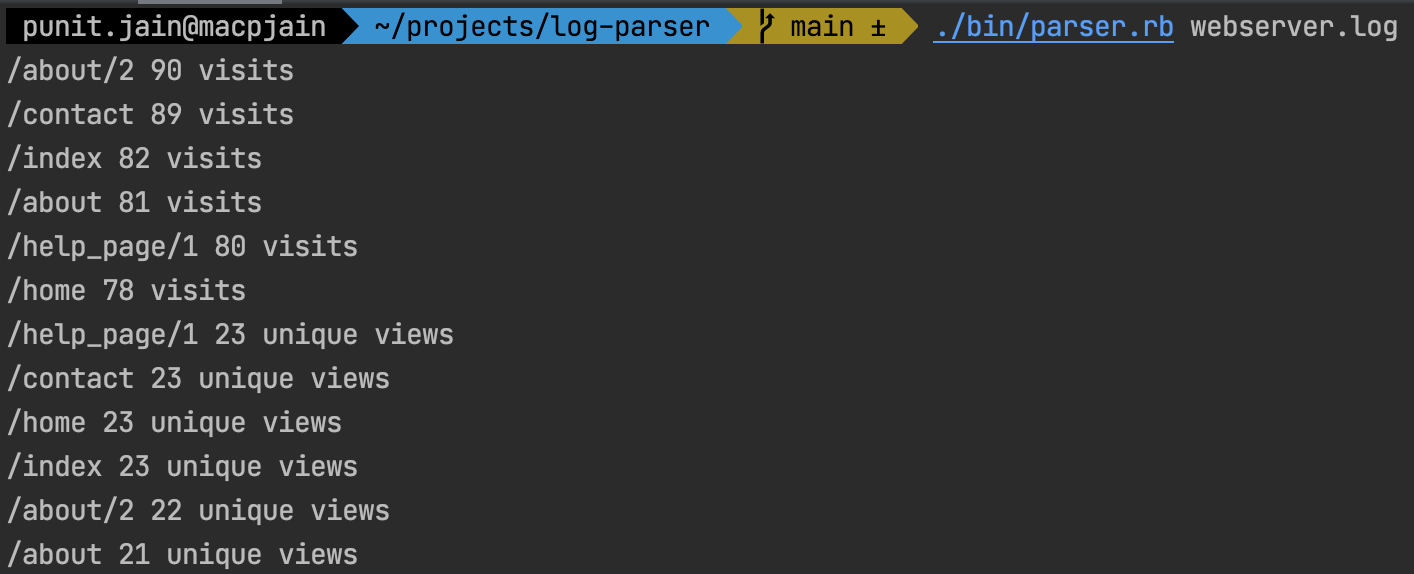 punit.jain@macpjain ~/projects/log-parser main ± ./bin/parser.rb webserver.log
/about/2 90 visits
/contact 89 visits
/index 82 visits
/about 81 visits
/help_page/1 80 visits
/home 78 visits
/help_page/1 23 unique views
/contact 23 unique views
/home 23 unique views
/index 23 unique views
/about/2 22 unique views
/about 21 unique views